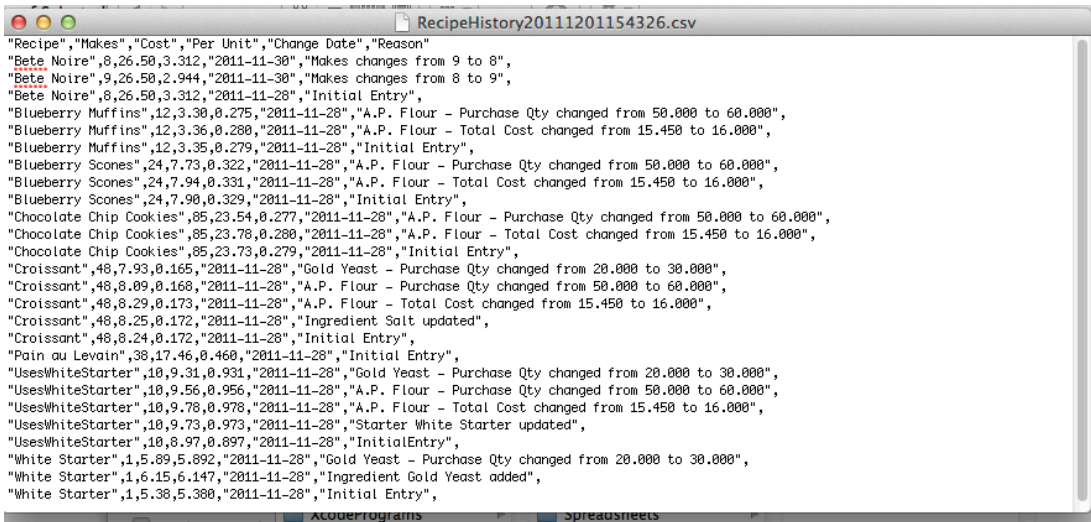 RecipeHistory20111201154326.csv
"Recipe","Makes","Cost","Per Unit","Change Date","Reason"
"Bete Noire",8,26.50,3.312,"2011-11-30","Makes changes from 9 to 8",
"Bete Noire",9,26.50,2.944,"2011-11-30","Makes changes from 8 to 9",
"Bete Noire",8,26.50,3.312,"2011-11-28","Initial Entry",
"Blueberry Muffins",12,3.30,0.275,"2011-11-28","A.P. Flour – Purchase Qty changed from 50.000 to 60.000",
"Blueberry Muffins",12,3.36,0.280,"2011-11-28","A.P. Flour – Total Cost changed from 15.450 to 16.000",
"Blueberry Muffins",12,3.35,0.279,"2011-11-28","Initial Entry",
"Blueberry Scones",24,7.73,0.322,"2011-11-28","A.P. Flour – Purchase Qty changed from 50.000 to 60.000",
"Blueberry Scones",24,7.94,0.331,"2011-11-28","A.P. Flour – Total Cost changed from 15.450 to 16.000",
"Blueberry Scones",24,7.90,0.329,"2011-11-28","Initial Entry",
"Chocolate Chip Cookies",85,23.54,0.277,"2011-11-28","A.P. Flour – Purchase Qty changed from 50.000 to 60.000",
"Chocolate Chip Cookies",85,23.78,0.280,"2011-11-28","A.P. Flour – Total Cost changed from 15.450 to 16.000",
"Chocolate Chip Cookies",85,23.73,0.279,"2011-11-28","Initial Entry",
"Croissant",48,7.93,0.165,"2011-11-28","Gold Yeast – Purchase Qty changed from 20.000 to 30.000",
"Croissant",48,8.09,0.168,"2011-11-28","A.P. Flour – Purchase Qty changed from 50.000 to 60.000",
"Croissant",48,8.29,0.173,"2011-11-28","A.P. Flour – Total Cost changed from 15.450 to 16.000",
"Croissant",48,8.25,0.172,"2011-11-28","Ingredient Salt updated",
"Croissant",48,8.24,0.172,"2011-11-28","Initial Entry",
"Pain au Levain",38,17.46,0.460,"2011-11-28","Initial Entry",
"UsesWhiteStarter",10,9.31,0.931,"2011-11-28","Gold Yeast – Purchase Qty changed from 20.000 to 30.000",
"UsesWhiteStarter",10,9.56,0.956,"2011-11-28","A.P. Flour – Purchase Qty changed from 50.000 to 60.000",
"UsesWhiteStarter",10,9.78,0.978,"2011-11-28","A.P. Flour – Total Cost changed from 15.450 to 16.000",
"UsesWhiteStarter",10,9.73,0.973,"2011-11-28","Starter White Starter updated",
"UsesWhiteStarter",10,8.97,0.897,"2011-11-28","InitialEntry",
"White Starter",1,5.89,5.892,"2011-11-28","Gold Yeast – Purchase Qty changed from 20.000 to 30.000",
"White Starter",1,6.15,6.147,"2011-11-28","Ingredient Gold Yeast added",
"White Starter",1,5.38,5.380,"2011-11-28","Initial Entry",
XcodePrograms Spreadsheets